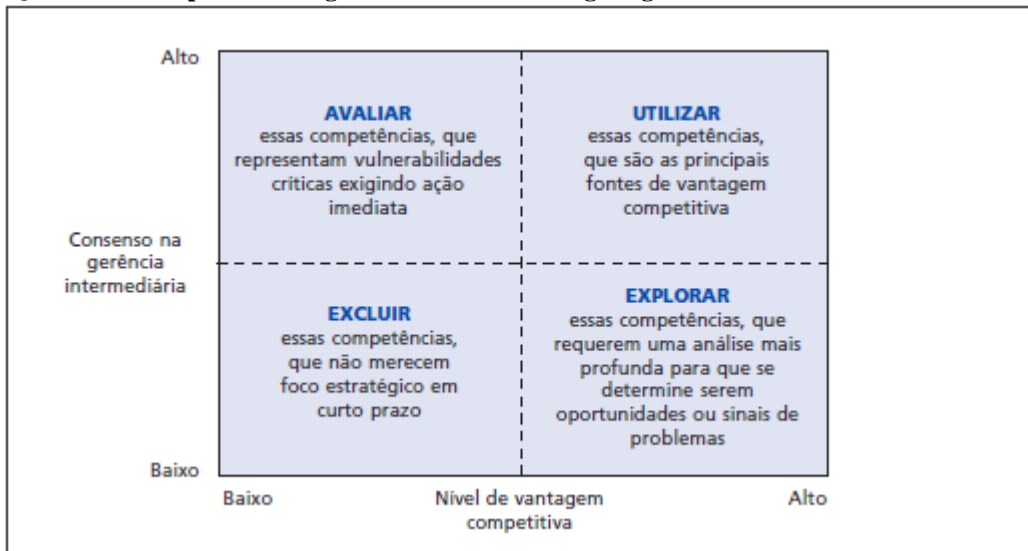 Alto
AVALIAR
essas competências, que
representam vulnerabilidades
críticas exigindo ação
imediata
UTILIZAR
essas competências,
que são as principais
fontes de vantagem
competitiva
Consenso na
gerência
intermediária
EXCLUIR
essas competências,
que não merecem
foco estratégico em
curto prazo
EXPLORAR
essas competências, que
requerem uma análise mais
profunda para que se
determine serem
oportunidades ou sinais de
problemas
Baixo
Baixo
Nível de vantagem
competitiva
Alto